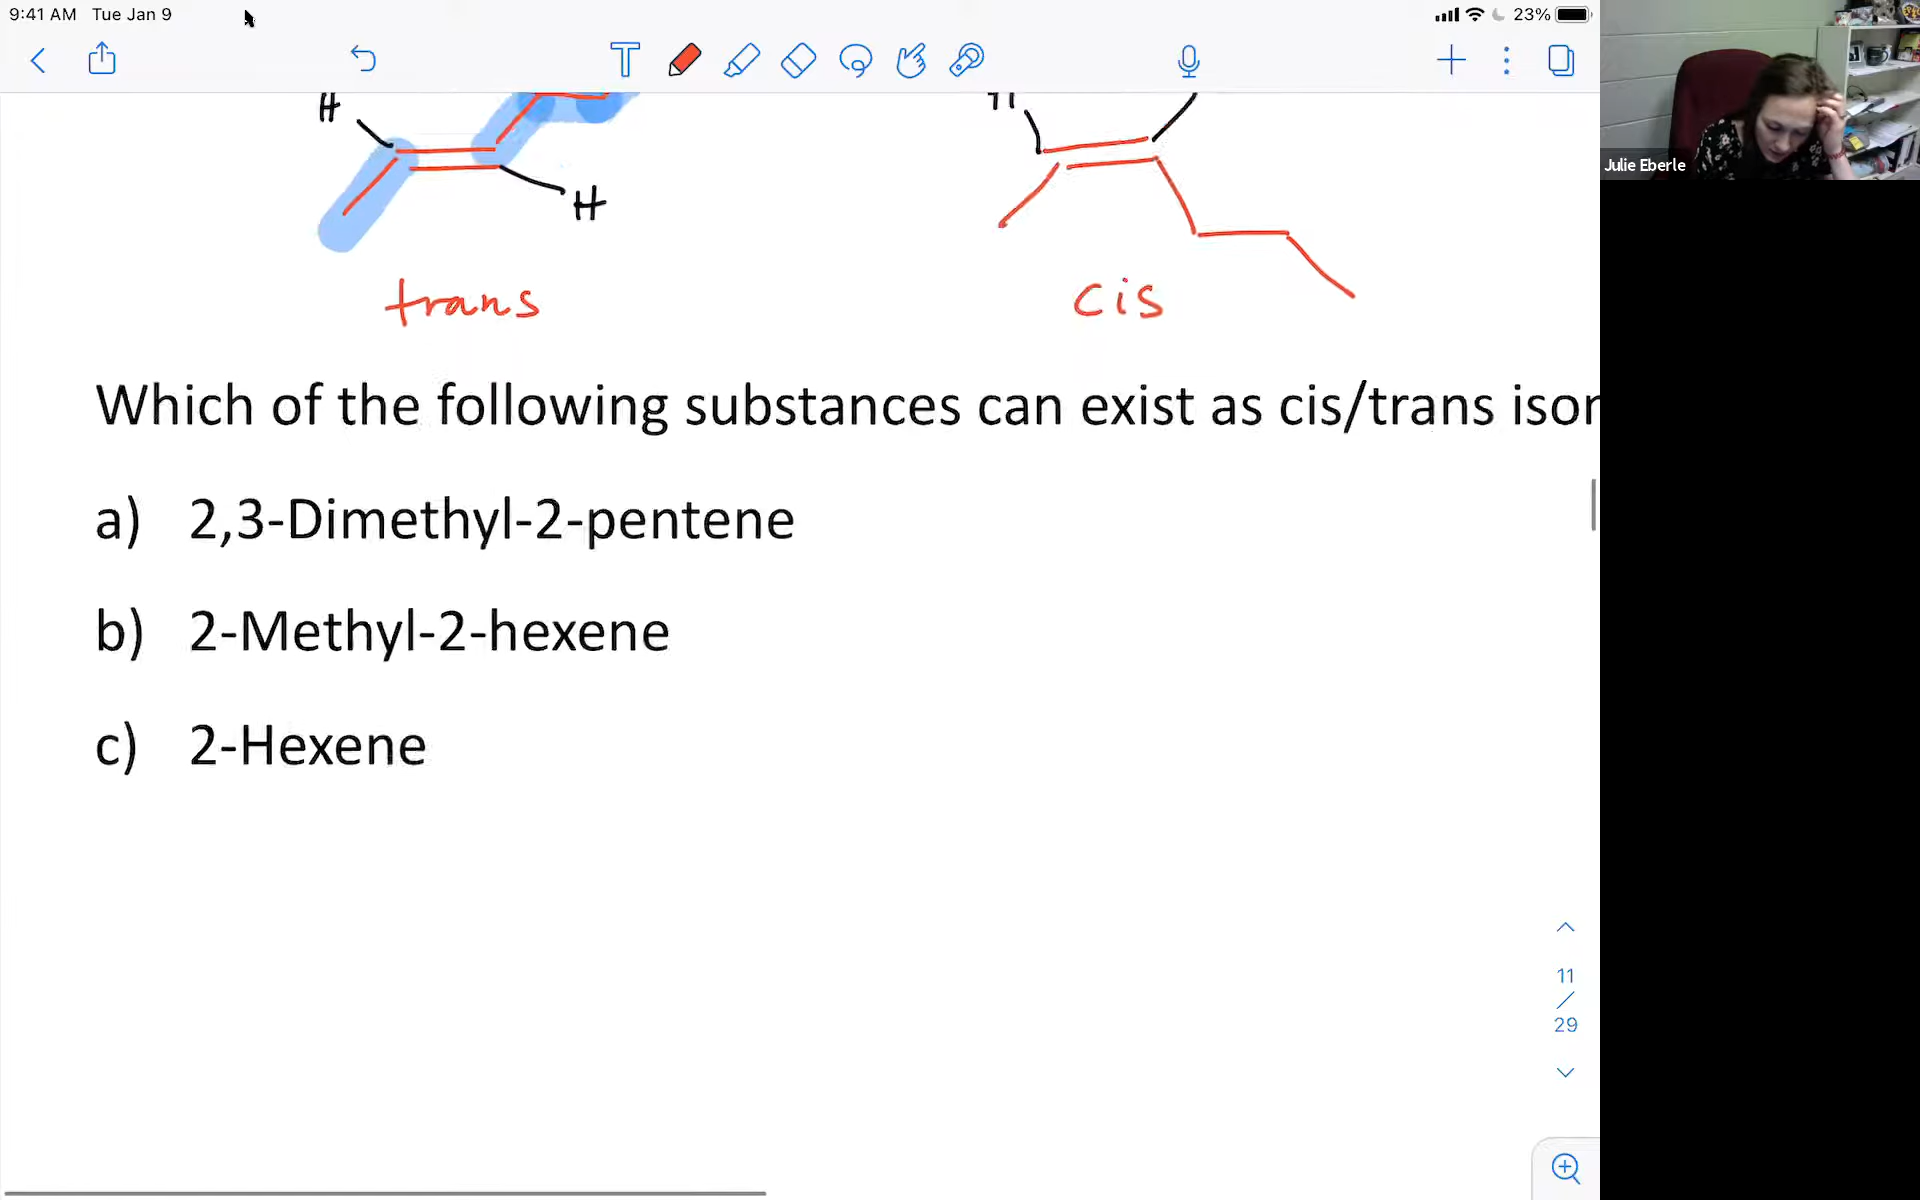 9:41 AM Tue Jan 9
23%
Julie Eberle
H
H
H
trans
cis
Which of the following substances can exist as cis/trans isor
a) 2,3-Dimethyl-2-pentene
b) 2-Methyl-2-hexene
c) 2-Hexene
11
/
29